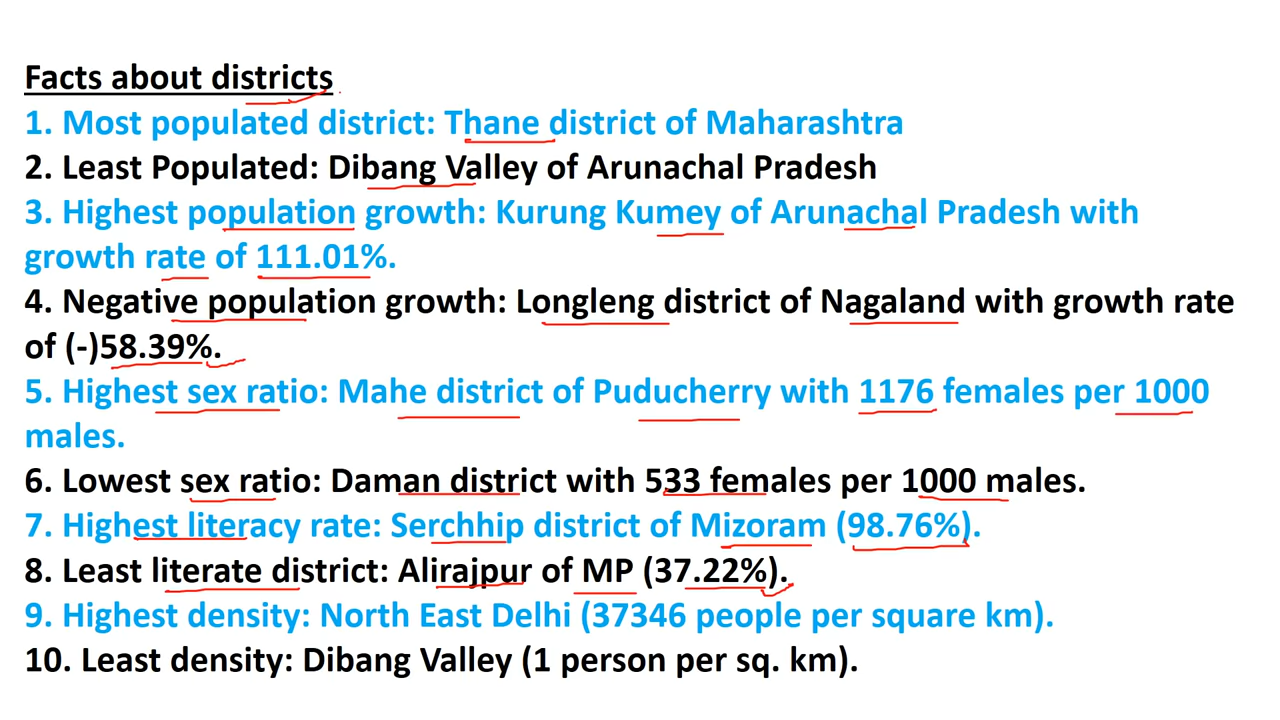 Facts about districts
1. Most populated district: Thane district of Maharashtra
2. Least Populated: Dibang Valley of Arunachal Pradesh
3. Highest population growth: Kurung Kumey of Arunachal Pradesh with
growth rate of 111.01%.
4. Negative population growth: Longleng district of Nagaland with growth rate
of (-)58.39%.
5. Highest sex ratio: Mahe district of Puducherry with 1176 females per 1000
males.
6. Lowest sex ratio: Daman district with 533 females per 1000 males.
7. Highest literacy rate: Serchhip district of Mizoram (98.76%).
8. Least literate district: Alirajpur of MP (37.22%).
9. Highest density: North East Delhi (37346 people per square km).
10. Least density: Dibang Valley (1 person per sq. km).